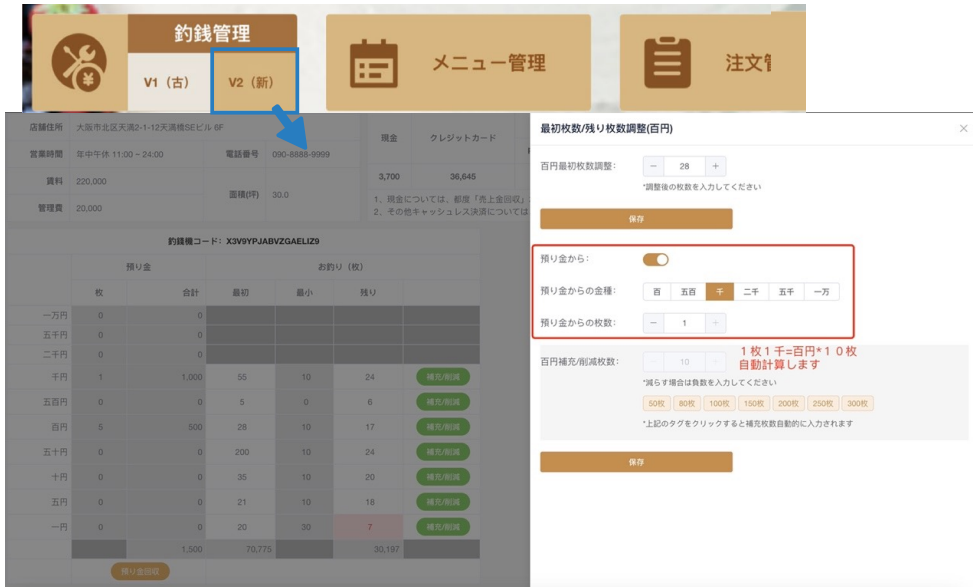 釣銭管理
V1（古）
V2（新）
メニュー管理
注文管
店舗住所 大阪市北区天満2-1-12天満橋SEビル 6F
営業時間 年中午休 11:00 ~ 24:00 電話番号 090-8888-9999
賃料 220,000 面積(坪) 30.0
管理費 20,000
現金 クレジットカード
3,700 36,645
1、現金については、都度「売上金回収」
2、その他キャッシュレス決済については
釣錢機コード: X3V9YPJABVZGAELIZ9
預り金 お釣り（枚）
枚 合計 最初 最小 残り
一万円 0 0
五千円 0 0
二千円 0 0
千円 1 1,000 55 10 24 補充/削減
五百円 0 0 5 0 6 補充/削減
百円 5 500 28 10 17 補充/削減
五十円 0 0 200 10 24 補充/削減
十円 0 0 35 10 20 補充/削減
五円 0 0 21 10 18 補充/削減
一円 0 0 20 30 7 補充/削減
1,500 70,775 39,197
預り金回収
最初枚数/残り枚数調整(百円)
百円最初枚数調整: − 28 +
*調整後の枚数を入力してください
保存
預り金から:
預り金からの金種: 百 五百 千 二千 五千 一万
預り金からの枚数: − 1 +
１枚１千=百円*１０枚
自動計算します
百円補充/削減枚数: − 10 +
*減らす場合は負数を入力してください
50枚 80枚 100枚 150枚 200枚 250枚 300枚
*上記のタグをクリックすると補充枚数自動的に入力されます
保存